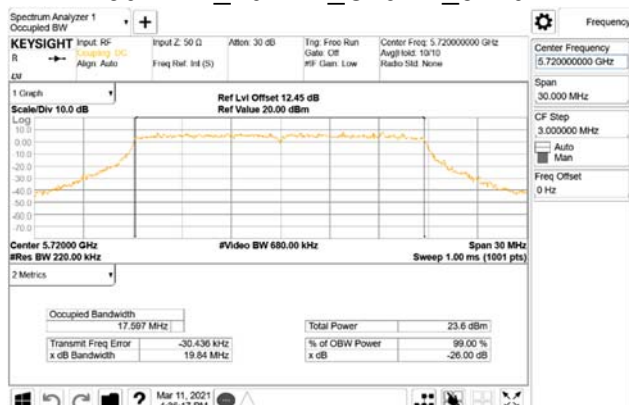 Spectrum Analyzer 1
Occupied BW
Frequency
KEYSIGHT
Input: RF
Coupling: DC
Align: Auto
Input Z: 50 Ω
Freq Ref: Int (S)
Atten: 30 dB
Trig: Free Run
Gate: Off
#IF Gain: Low
Center Freq: 5.720000000 GHz
Avg|Hold: 10/10
Radio Std: None
Center Frequency
5.720000000 GHz
Span
30.000 MHz
CF Step
3.000000 MHz
Auto
Man
Freq Offset
0 Hz
1 Graph
Scale/Div 10.0 dB
Ref Lvl Offset 12.45 dB
Ref Value 20.00 dBm
Log
10.0
0.00
-10.0
-20.0
-30.0
-40.0
-50.0
-60.0
-70.0
Center 5.72000 GHz
#Res BW 220.00 kHz
#Video BW 680.00 kHz
Span 30 MHz
Sweep 1.00 ms (1001 pts)
2 Metrics
Occupied Bandwidth
17.597 MHz
Total Power 23.6 dBm
Transmit Freq Error -30.436 kHz
% of OBW Power 99.00 %
x dB Bandwidth 19.84 MHz
x dB -26.00 dB
Mar 11, 2021